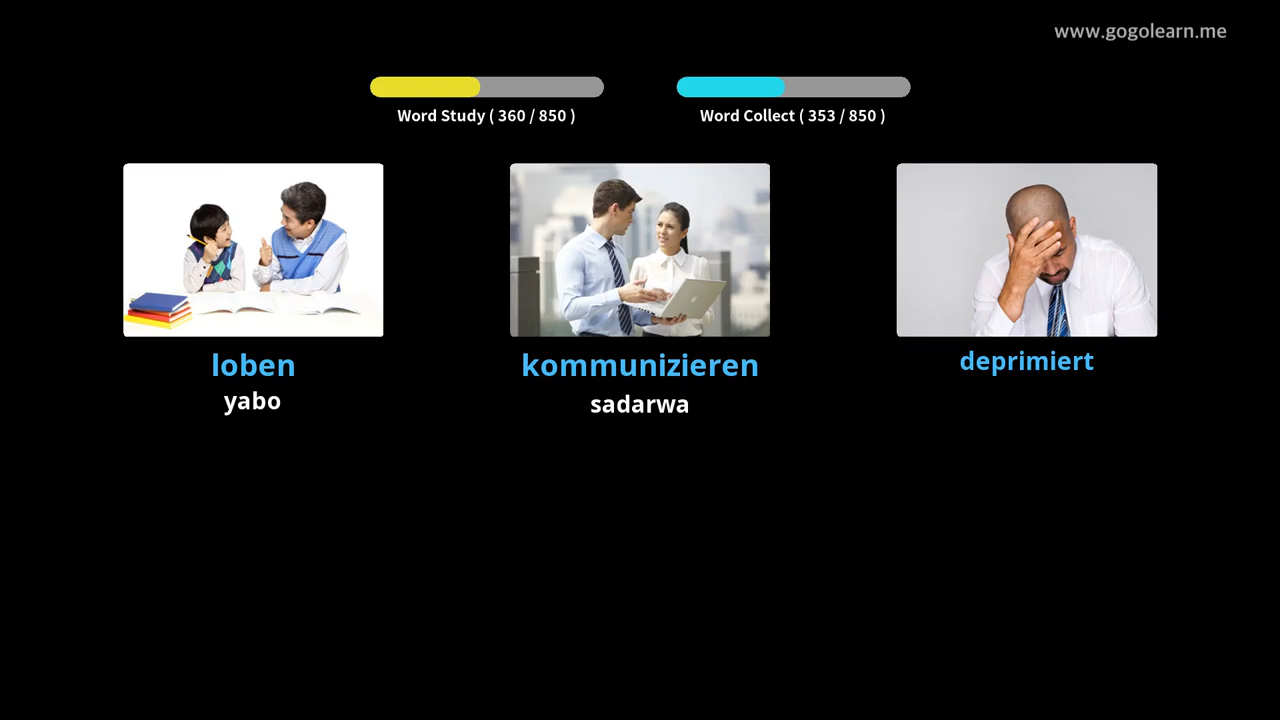 www.gogolearn.me
Word Study ( 360 / 850 )
Word Collect ( 353 / 850 )
loben
kommunizieren
deprimiert
yabo
sadarwa